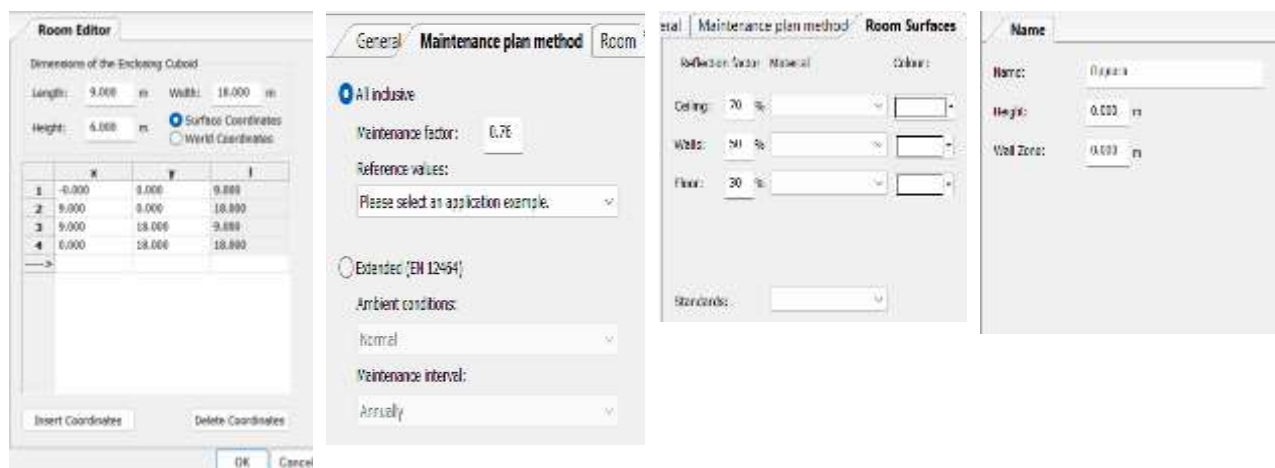 Room Editor
Dimensions of the Enclosing Cuboid
Length: 9.000 m Width: 18.000 m
Height: 6.000 m Surface Coordinates
World Coordinates
x y l
1 -0.000 0.000 9.000
2 9.000 0.000 18.000
3 9.000 18.000 9.000
4 0.000 18.000 18.000
Insert Coordinates Delete Coordinates
OK Cancel
General Maintenance plan method Room
All inclusive
Maintenance factor: 0.76
Reference values:
Please select an application example.
Extended (EN 12464)
Ambient conditions:
Normal
Maintenance interval:
Annually
eral Maintenance plan method Room Surfaces
Reflection factor Material Colour:
Ceiling: 70 %
Walls: 50 %
Floor: 30 %
Standards:
Name
Name:
Height: 0.000 m
Wall Zone: 0.000 m